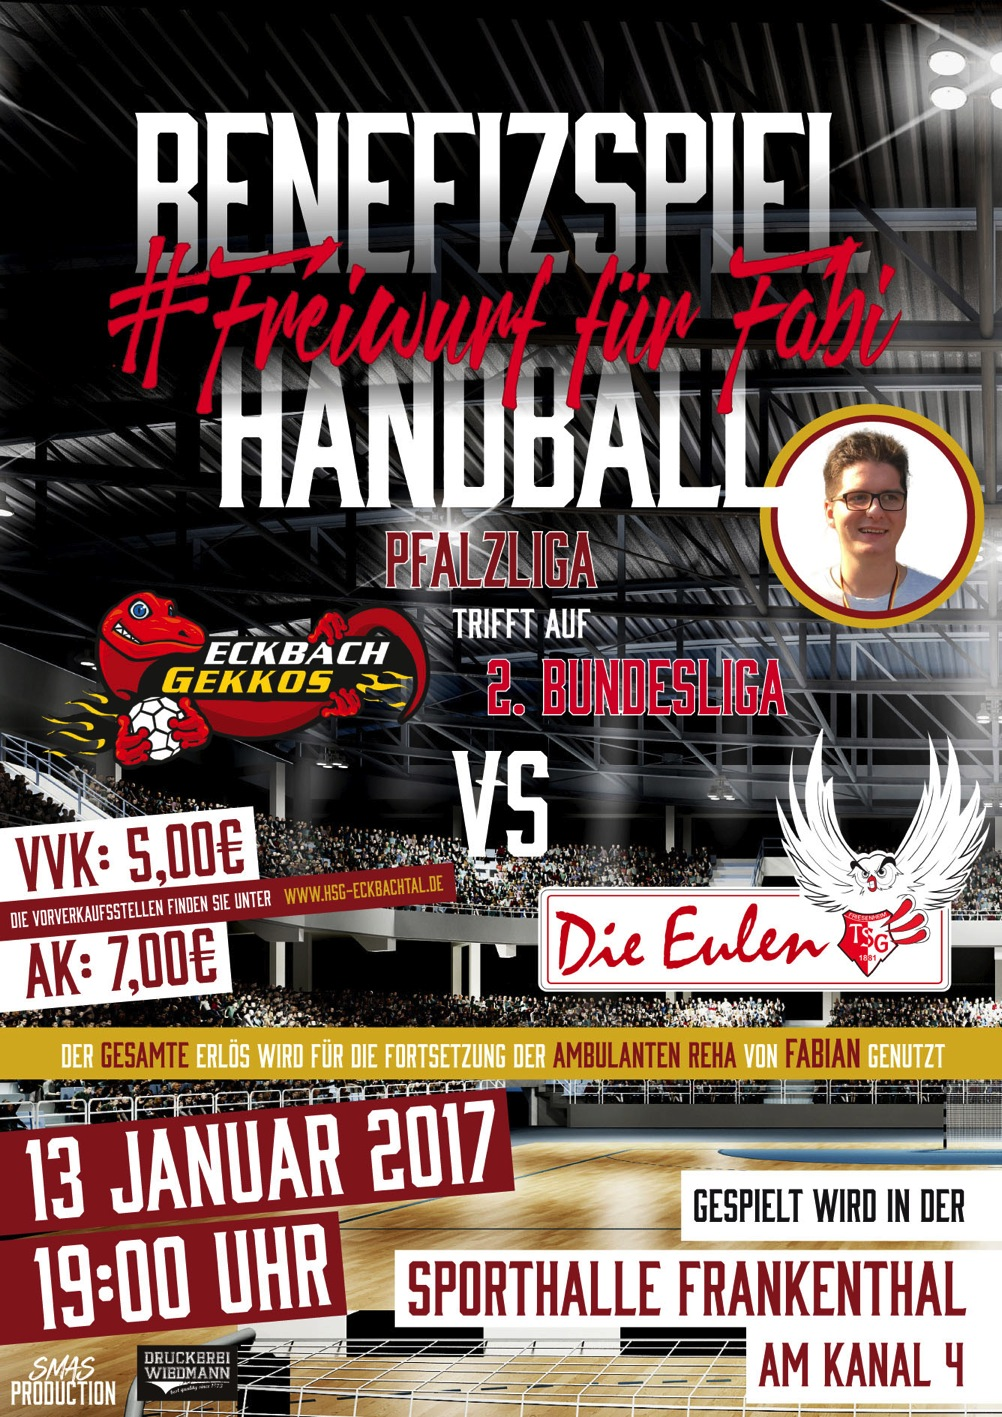 BENEFIZSPIEL
#Freiwurf für Fabi
HANDBALL
PFALZLIGA
TRIFFT AUF
2. BUNDESLIGA
ECKBACH
GEKKOS
VS
VVK: 5,00€
DIE VORVERKAUFSSTELLEN FINDEN SIE UNTER WWW.HSG-ECKBACHTAL.DE
AK: 7,00€
Die Eulen
FRIESENHEIM
TSG
1881
DER GESAMTE ERLÖS WIRD FÜR DIE FORTSETZUNG DER AMBULANTEN REHA VON FABIAN GENUTZT
13 JANUAR 2017
19:00 UHR
GESPIELT WIRD IN DER
SPORTHALLE FRANKENTHAL
AM KANAL 4
SMAS
PRODUCTION
DRUCKEREI
WIEDMANN